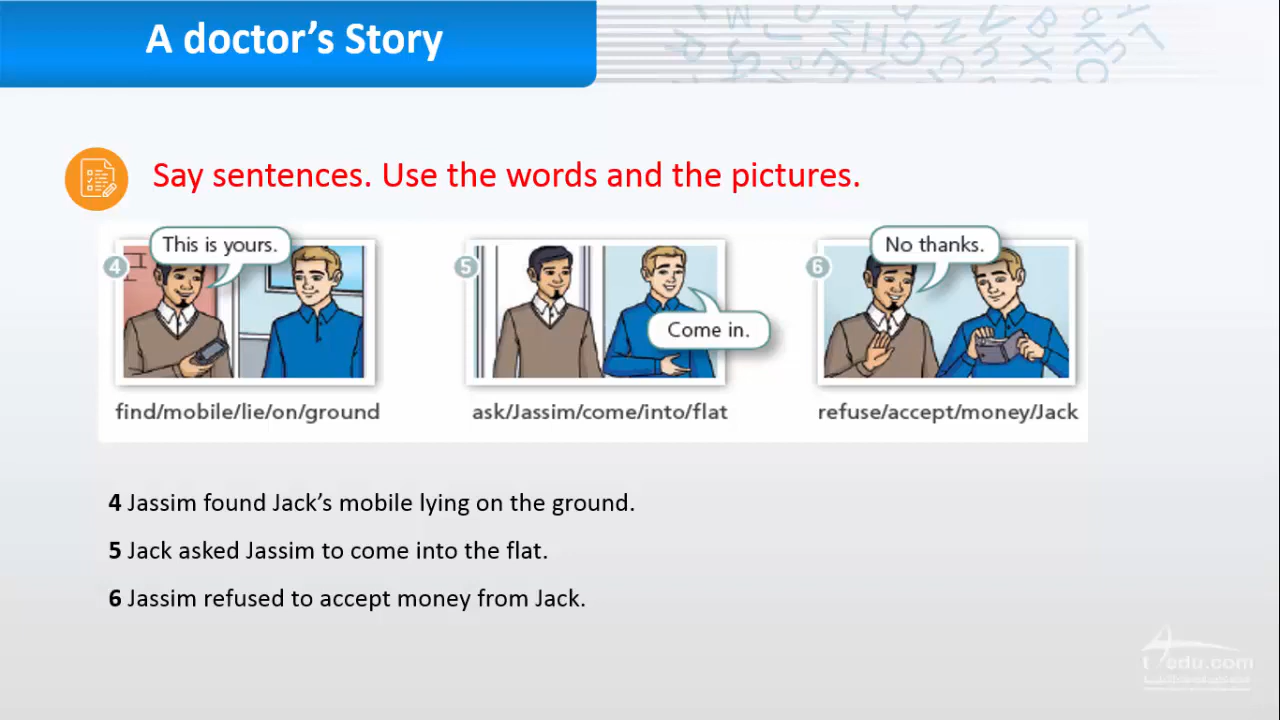 A doctor's Story
Say sentences. Use the words and the pictures.
4
This is yours.
find/mobile/lie/on/ground
5
Come in.
ask/Jassim/come/into/flat
6
No thanks.
refuse/accept/money/Jack
4 Jassim found Jack's mobile lying on the ground.
5 Jack asked Jassim to come into the flat.
6 Jassim refused to accept money from Jack.